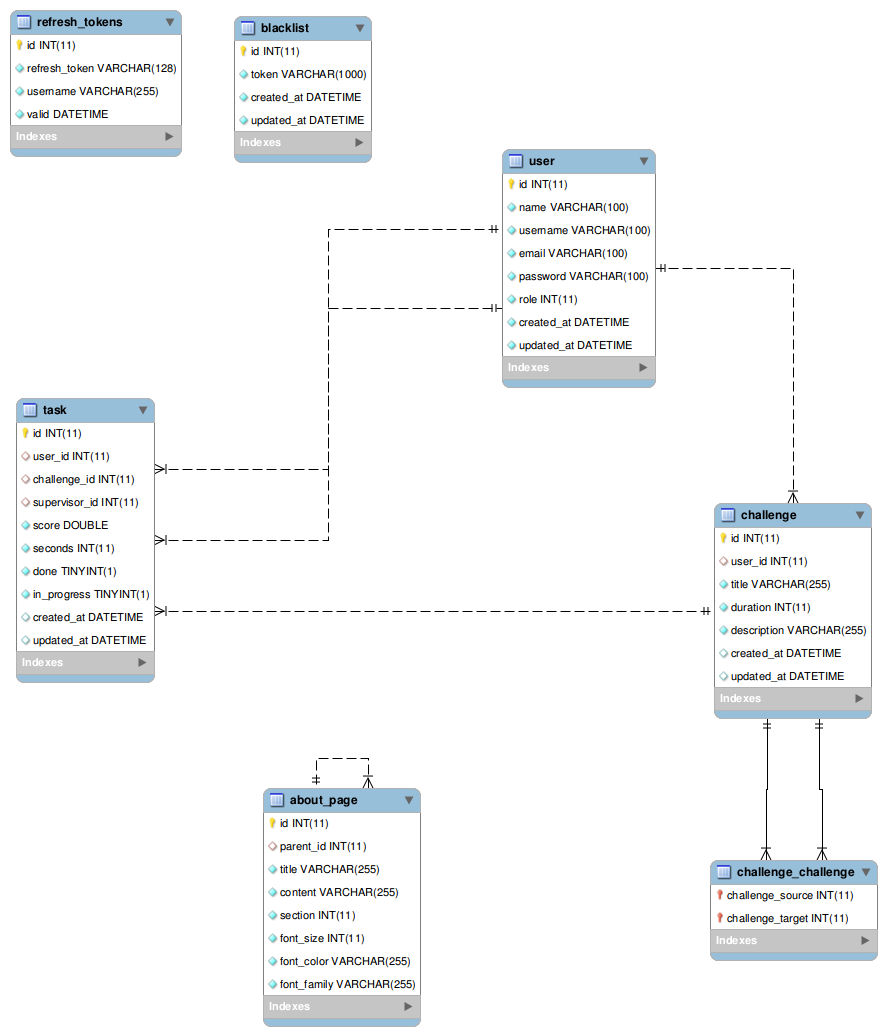 refresh_tokens
id INT(11)
refresh_token VARCHAR(128)
username VARCHAR(255)
valid DATETIME
Indexes
blacklist
id INT(11)
token VARCHAR(1000)
created_at DATETIME
updated_at DATETIME
Indexes
user
id INT(11)
name VARCHAR(100)
username VARCHAR(100)
email VARCHAR(100)
password VARCHAR(100)
role INT(11)
created_at DATETIME
updated_at DATETIME
Indexes
task
id INT(11)
user_id INT(11)
challenge_id INT(11)
supervisor_id INT(11)
score DOUBLE
seconds INT(11)
done TINYINT(1)
in_progress TINYINT(1)
created_at DATETIME
updated_at DATETIME
Indexes
challenge
id INT(11)
user_id INT(11)
title VARCHAR(255)
duration INT(11)
description VARCHAR(255)
created_at DATETIME
updated_at DATETIME
Indexes
about_page
id INT(11)
parent_id INT(11)
title VARCHAR(255)
content VARCHAR(255)
section INT(11)
font_size INT(11)
font_color VARCHAR(255)
font_family VARCHAR(255)
Indexes
challenge_challenge
challenge_source INT(11)
challenge_target INT(11)
Indexes